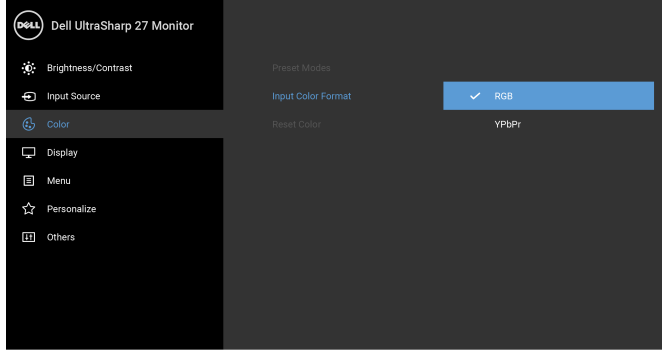 DELL Dell UltraSharp 27 Monitor
Brightness/Contrast
Input Source
Color
Display
Menu
Personalize
Others
Preset Modes
Input Color Format
Reset Color
RGB
YPbPr